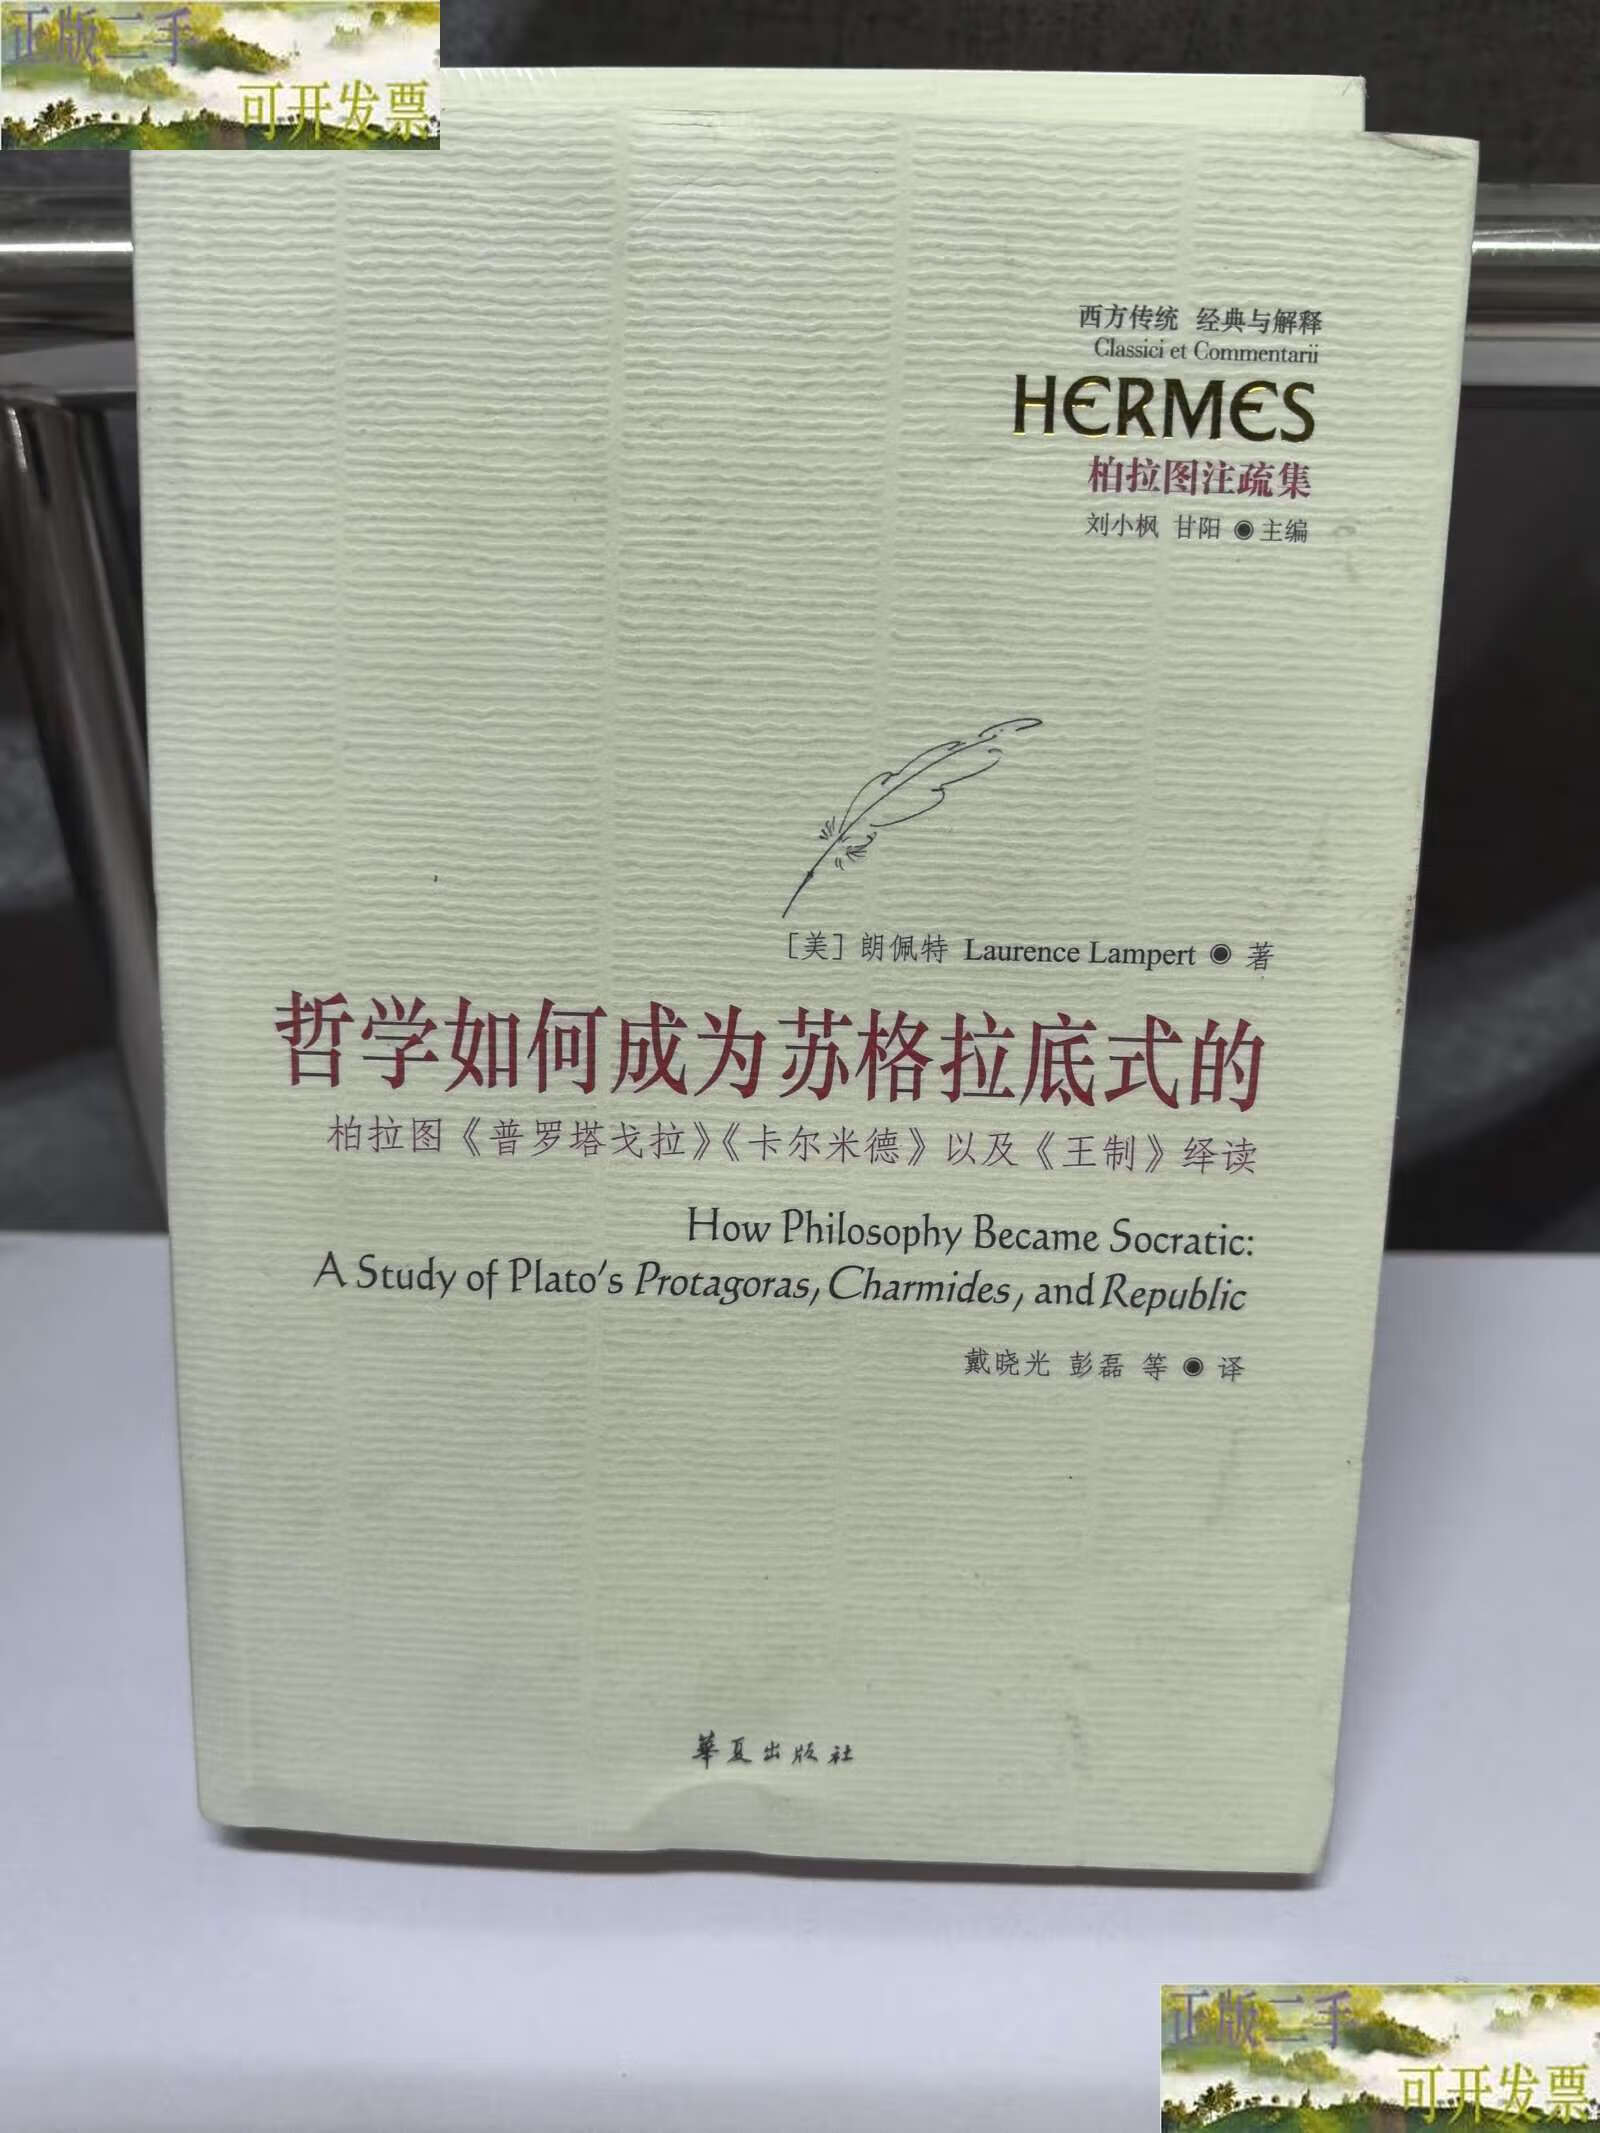 正版二手
可开发票
西方传统 经典与解释
Classici et Commentarii
HERMES
柏拉图注疏集
刘小枫 甘阳 ◉ 主编
［美］朗佩特 Laurence Lampert ◉ 著
哲学如何成为苏格拉底式的
柏拉图《普罗塔戈拉》《卡尔米德》以及《王制》绎读
How Philosophy Became Socratic:
A Study of Plato's Protagoras, Charmides, and Republic
戴晓光 彭磊 等 ◉ 译
華夏出版社
正版二手
可开发票